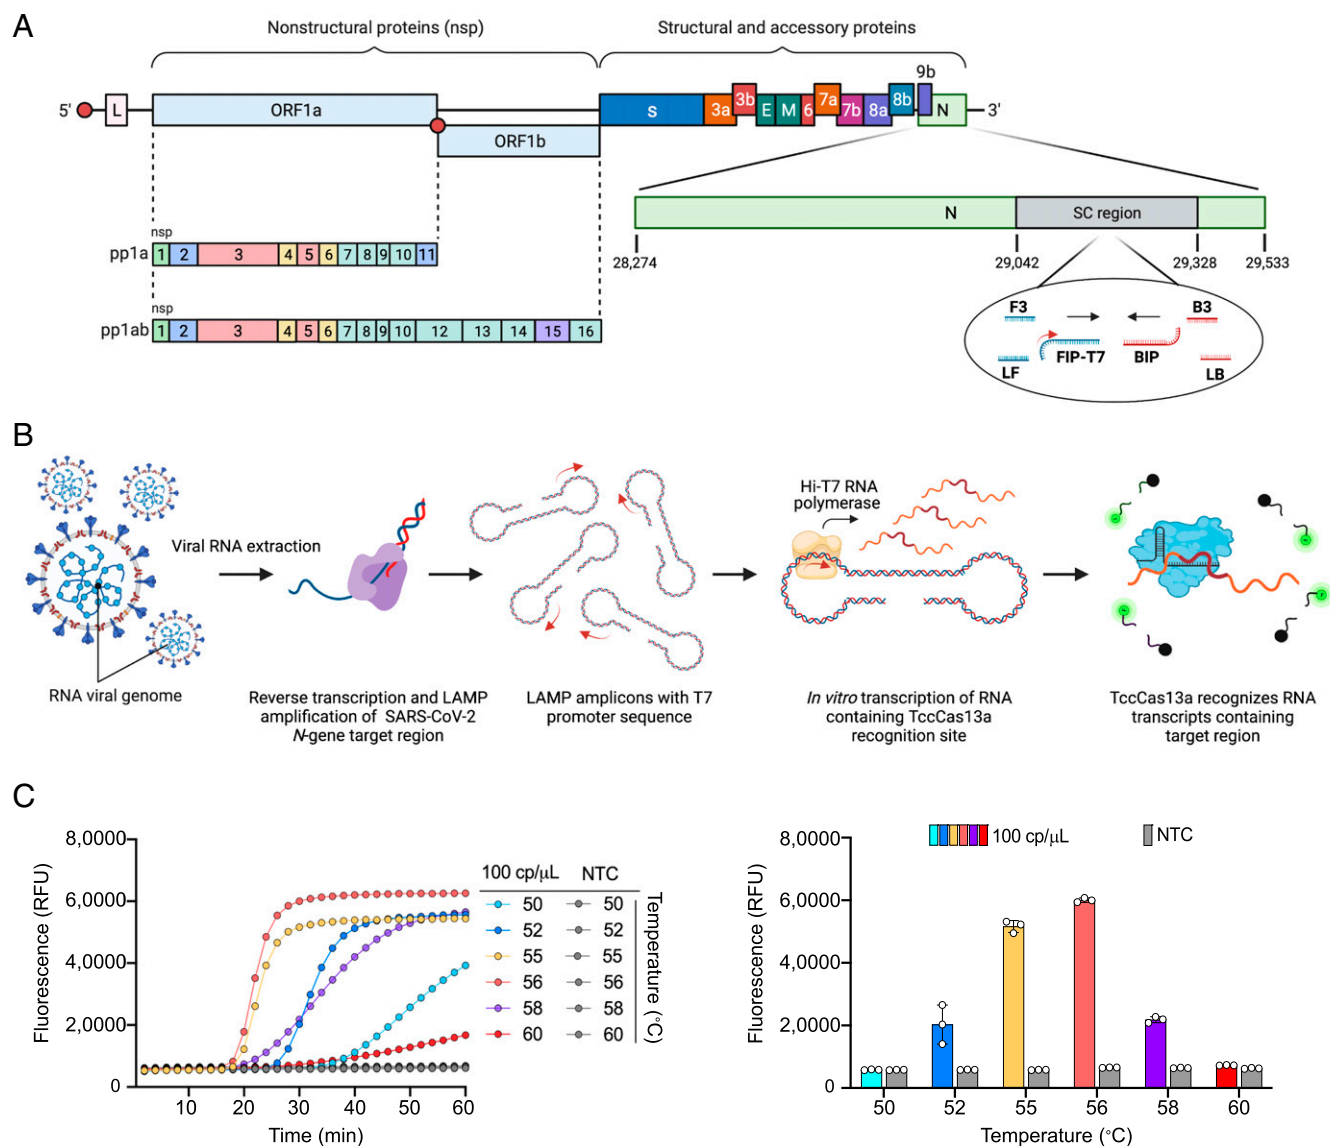 A
Nonstructural proteins (nsp)
Structural and accessory proteins
5' L ORF1a ORF1b S 3a 3b E M 6 7a 7b 8a 8b 9b N 3'
nsp
pp1a 1 2 3 4 5 6 7 8 9 10 11
nsp
pp1ab 1 2 3 4 5 6 7 8 9 10 12 13 14 15 16
N SC region
28,274 29,042 29,328 29,533
F3 B3
FIP-T7 BIP
LF LB
B
Viral RNA extraction
Hi-T7 RNA
polymerase
RNA viral genome
Reverse transcription and LAMP
amplification of SARS-CoV-2
N-gene target region
LAMP amplicons with T7
promoter sequence
In vitro transcription of RNA
containing TccCas13a
recognition site
TccCas13a recognizes RNA
transcripts containing
target region
C
Fluorescence (RFU)
8,0000
6,0000
4,0000
2,0000
0
10 20 30 40 50 60
Time (min)
100 cp/μL NTC
50 50
52 52
55 55
56 56
58 58
60 60
Temperature (°C)
Fluorescence (RFU)
8,0000
6,0000
4,0000
2,0000
0
100 cp/μL NTC
50 52 55 56 58 60
Temperature (°C)